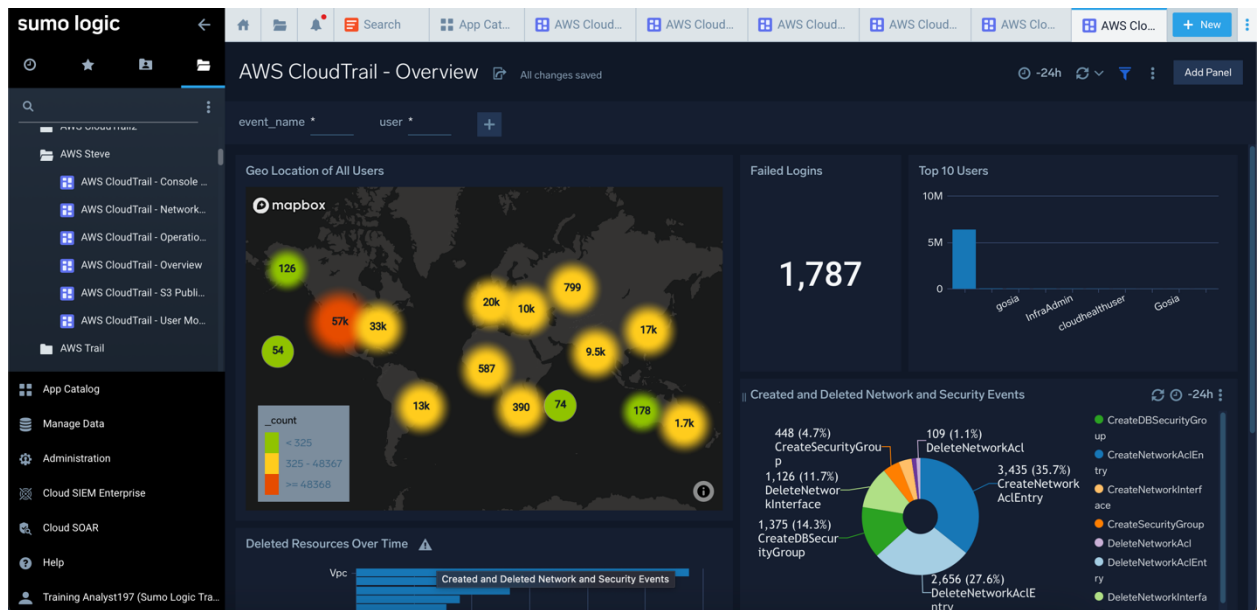 sumo logic
Search
App Cat...
AWS Cloud...
AWS Cloud...
AWS Cloud...
AWS Cloud...
AWS Clo...
AWS Clo...
+ New
AWS CloudTrail - Overview
All changes saved
-24h
Add Panel
event_name *
user *
AWS Steve
AWS CloudTrail - Console ...
AWS CloudTrail - Network...
AWS CloudTrail - Operatio...
AWS CloudTrail - Overview
AWS CloudTrail - S3 Publi...
AWS CloudTrail - User Mo...
AWS Trail
App Catalog
Manage Data
Administration
Cloud SIEM Enterprise
Cloud SOAR
Help
Training Analyst197 (Sumo Logic Tra...
Geo Location of All Users
mapbox
126
57k
33k
54
20k
10k
799
17k
9.5k
587
13k
390
74
178
1.7k
_count
< 325
325 - 48367
>= 48368
Failed Logins
1,787
Top 10 Users
10M
5M
0
gosia
InfraAdmin
cloudhealthuser
Gosia
Created and Deleted Network and Security Events
-24h
448 (4.7%)
CreateSecurityGrou
p
109 (1.1%)
DeleteNetworkAcl
1,126 (11.7%)
DeleteNetwor
kInterface
3,435 (35.7%)
CreateNetwork
AclEntry
1,375 (14.3%)
CreateDBSecur
ityGroup
2,656 (27.6%)
DeleteNetworkAclE
ntry
CreateDBSecurityGro
up
CreateNetworkAclEn
try
CreateNetworkInterf
ace
CreateSecurityGroup
DeleteNetworkAcl
DeleteNetworkAclEnt
ry
DeleteNetworkInterfa
Deleted Resources Over Time
Vpc
Created and Deleted Network and Security Events